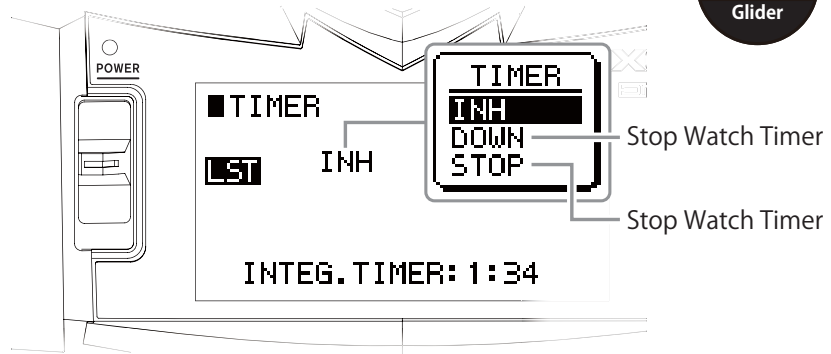 Glider
POWER
■TIMER
LST
INH
INTEG.TIMER:1:34
TIMER
INH
DOWN
STOP
Stop Watch Timer
Stop Watch Timer